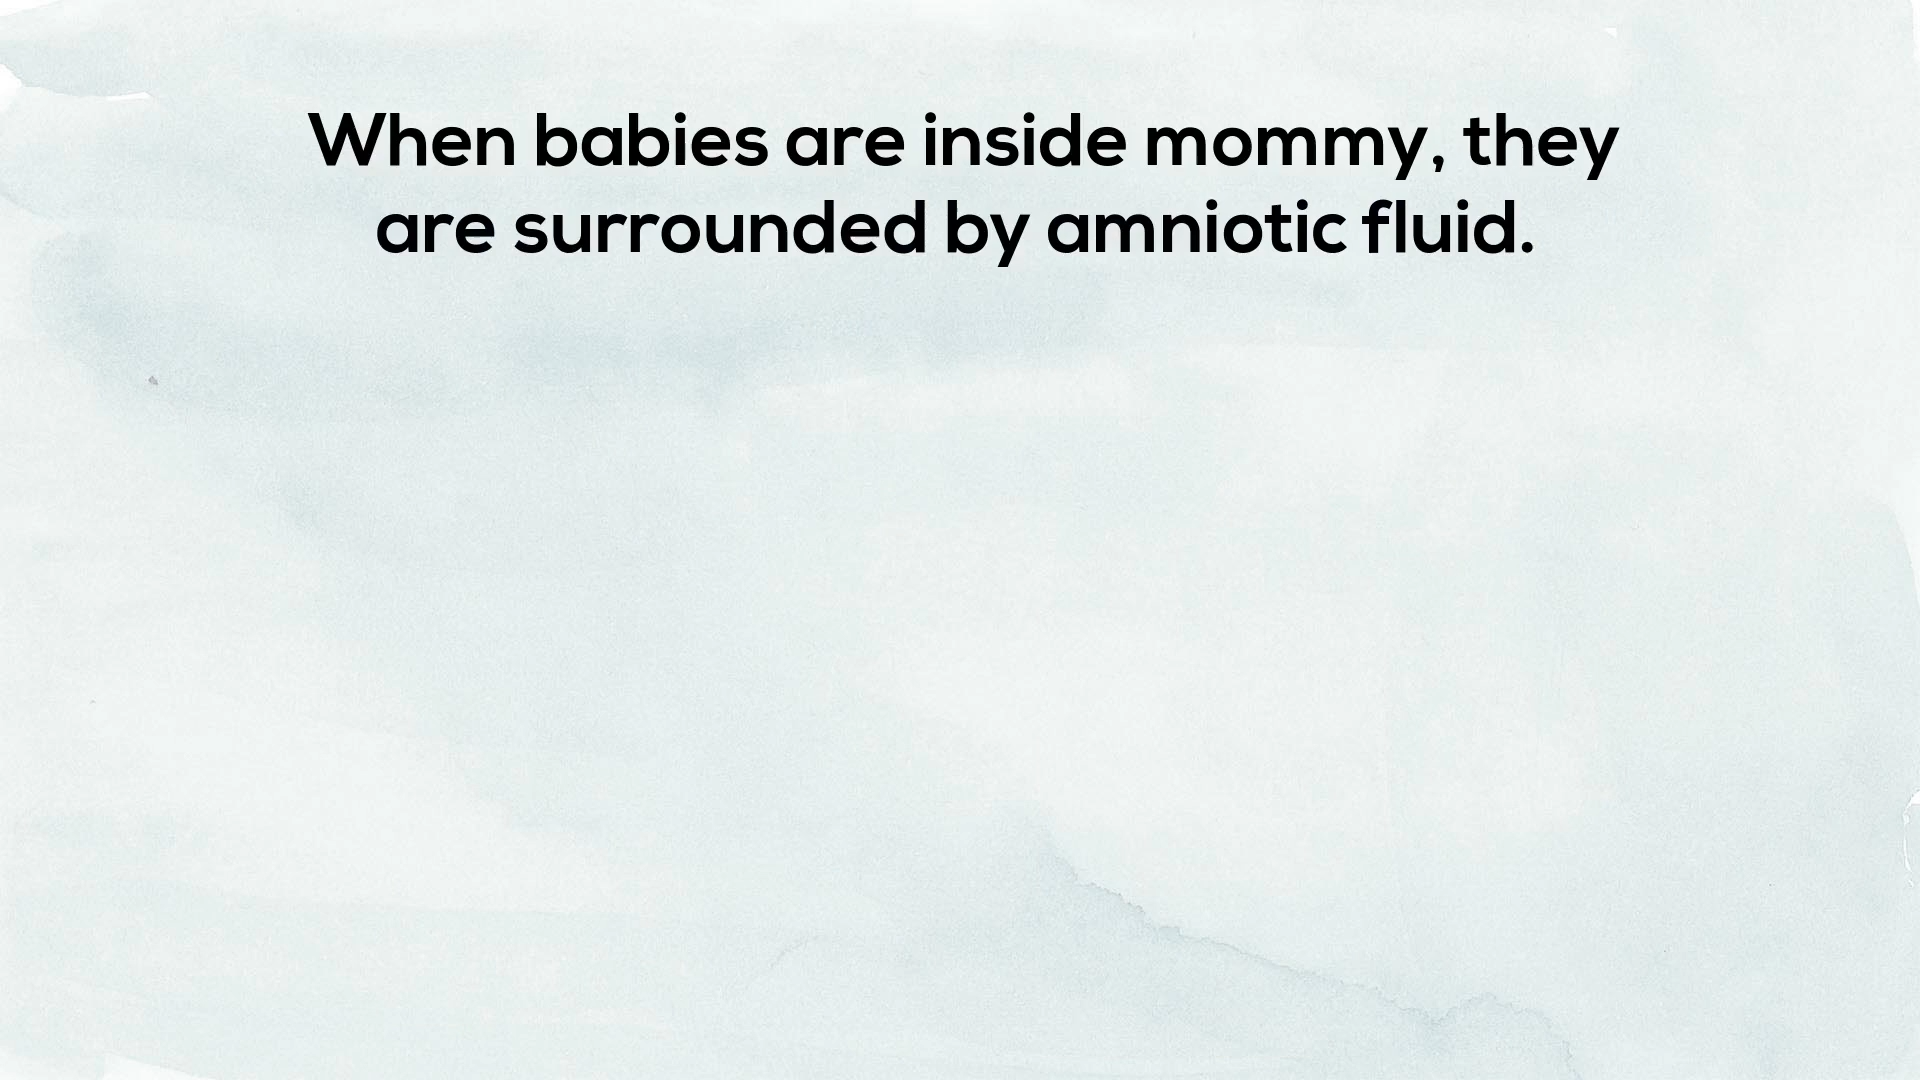 When babies are inside mommy, they
are surrounded by amniotic fluid.